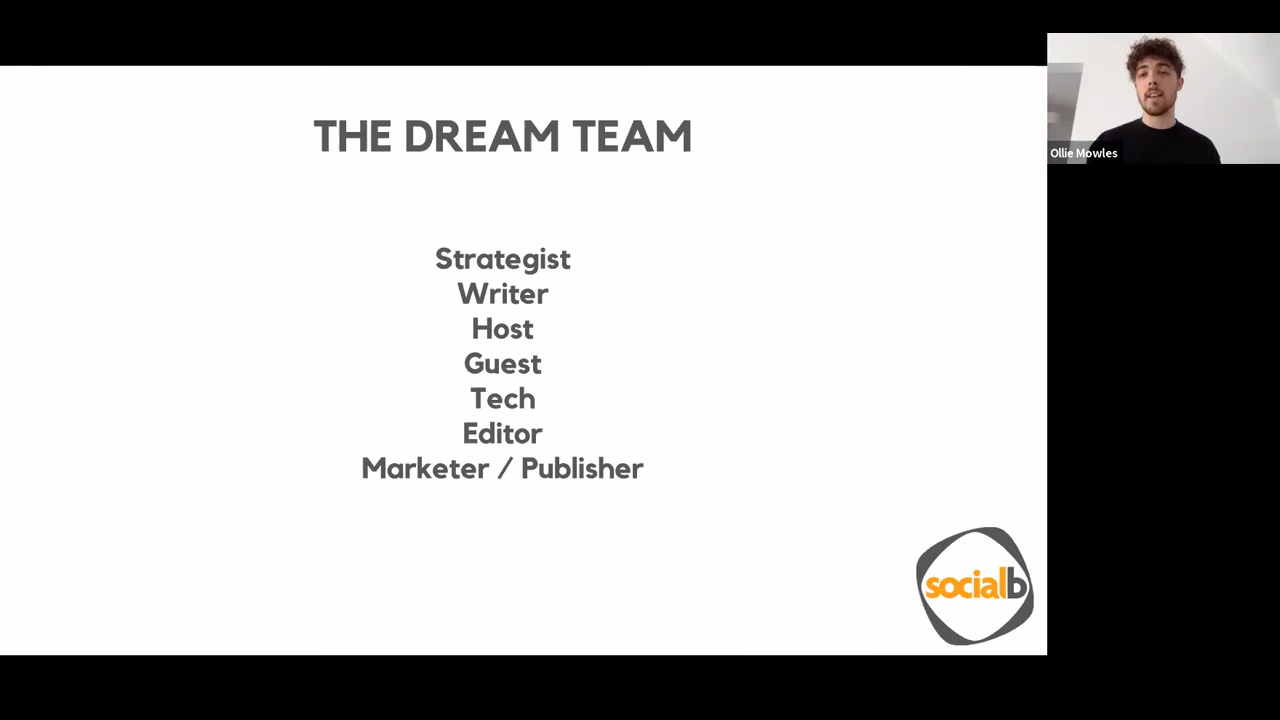 THE DREAM TEAM
Strategist
Writer
Host
Guest
Tech
Editor
Marketer / Publisher
socialb
Ollie Mowles